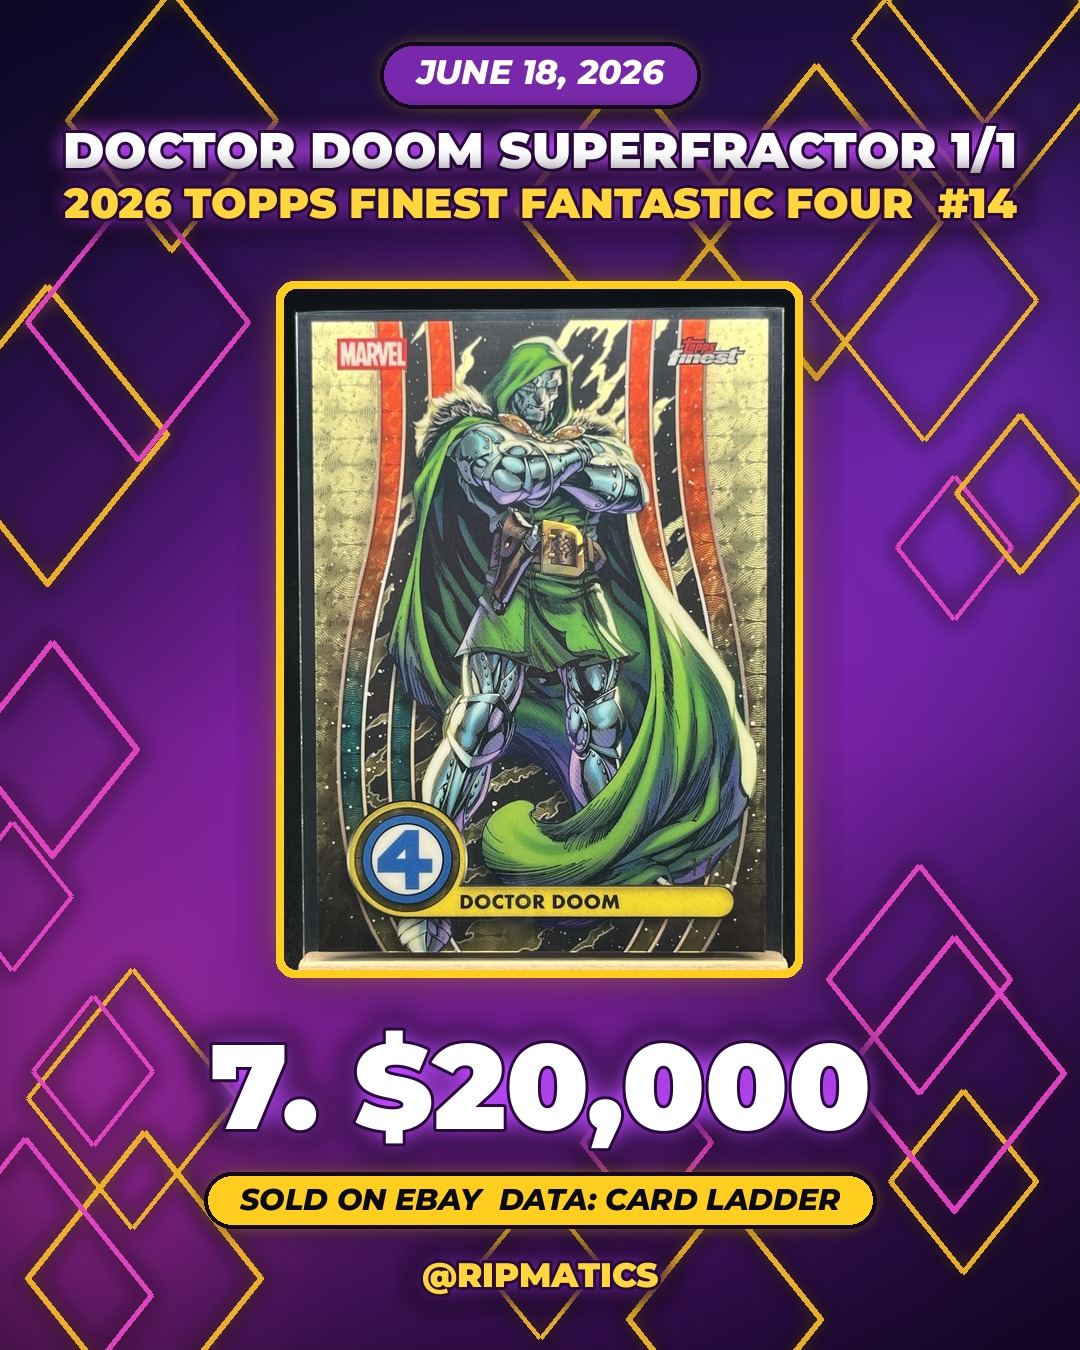 JUNE 18, 2026
DOCTOR DOOM SUPERFRACTOR 1/1
2026 TOPPS FINEST FANTASTIC FOUR #14
MARVEL
Topps finest
4
DOCTOR DOOM
7. $20,000
SOLD ON EBAY DATA: CARD LADDER
@RIPMATICS